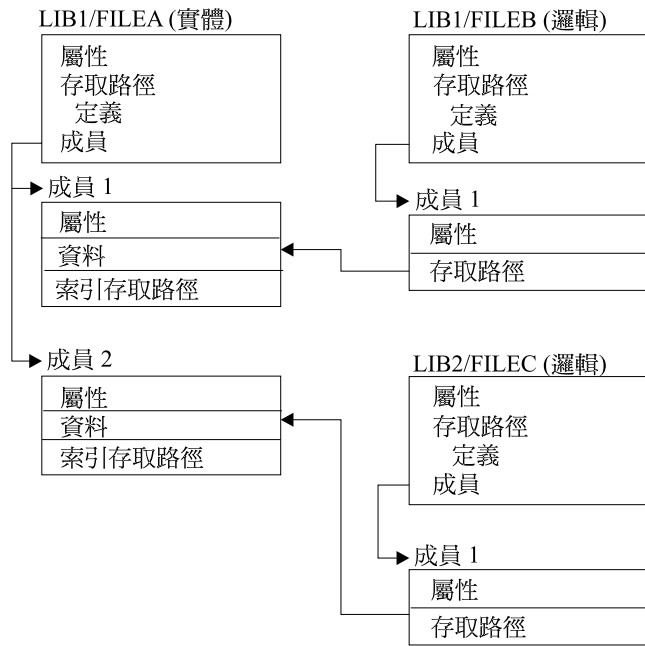 LIB1/FILEA (實體)
屬性
存取路徑
定義
成員
成員 1
屬性
資料
索引存取路徑
成員 2
屬性
資料
索引存取路徑
LIB1/FILEB (邏輯)
屬性
存取路徑
定義
成員
成員 1
屬性
存取路徑
LIB2/FILEC (邏輯)
屬性
存取路徑
定義
成員
成員 1
屬性
存取路徑